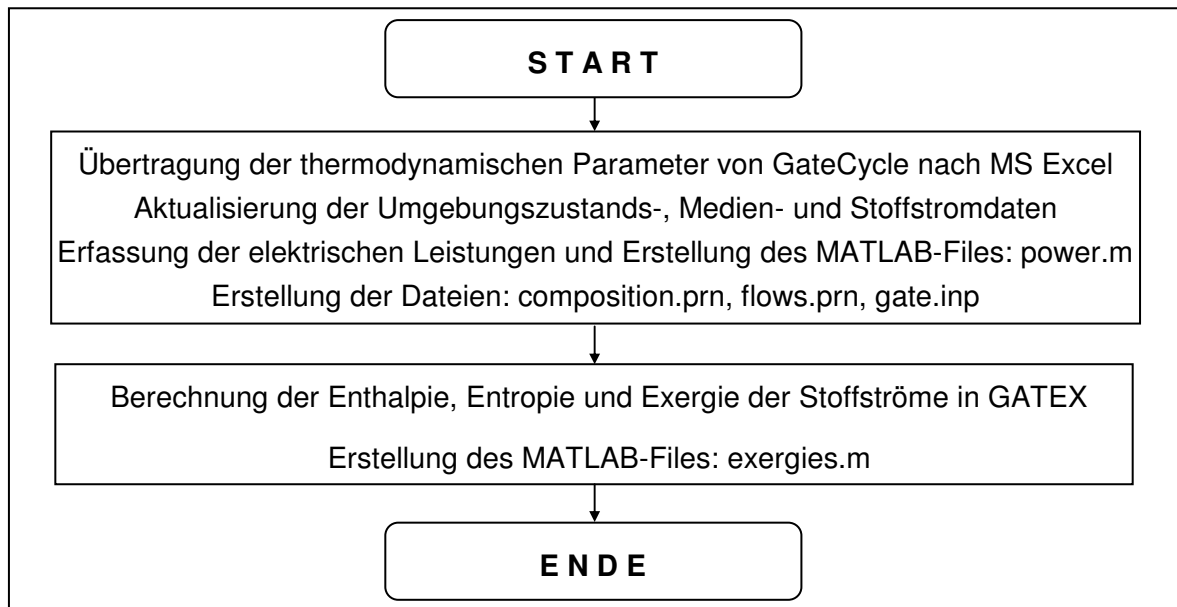 START
Übertragung der thermodynamischen Parameter von GateCycle nach MS Excel
Aktualisierung der Umgebungszustands-, Medien- und Stoffstromdaten
Erfassung der elektrischen Leistungen und Erstellung des MATLAB-Files: power.m
Erstellung der Dateien: composition.prn, flows.prn, gate.inp
Berechnung der Enthalpie, Entropie und Exergie der Stoffströme in GATEX
Erstellung des MATLAB-Files: exergies.m
ENDE